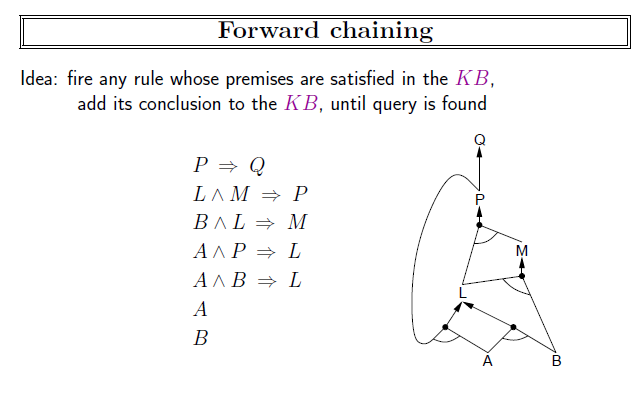 Forward chaining
Idea: fire any rule whose premises are satisfied in the KB,
add its conclusion to the KB, until query is found
P ⇒ Q
L ∧ M ⇒ P
B ∧ L ⇒ M
A ∧ P ⇒ L
A ∧ B ⇒ L
A
B
Q
P
M
L
A
B